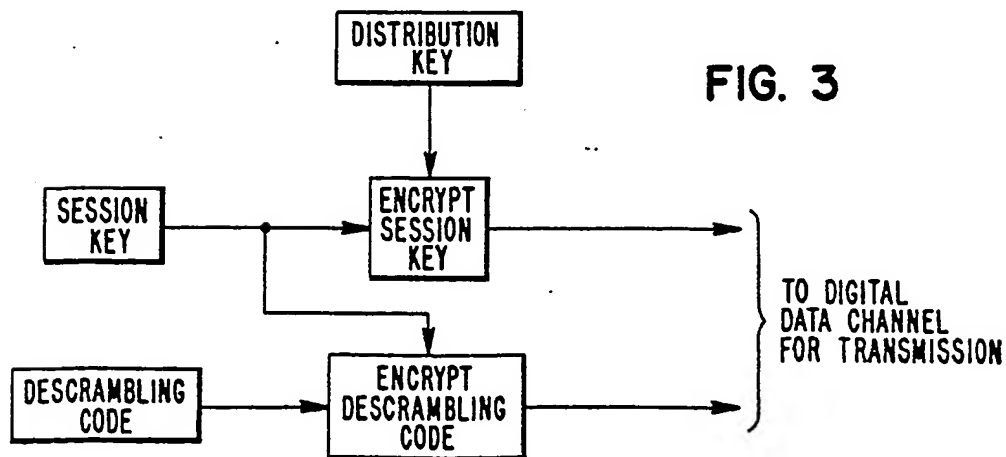 DISTRIBUTION
KEY
FIG. 3
SESSION
KEY
ENCRYPT
SESSION
KEY
TO DIGITAL
DATA CHANNEL
FOR TRANSMISSION
DESCRAMBLING
CODE
ENCRYPT
DESCRAMBLING
CODE